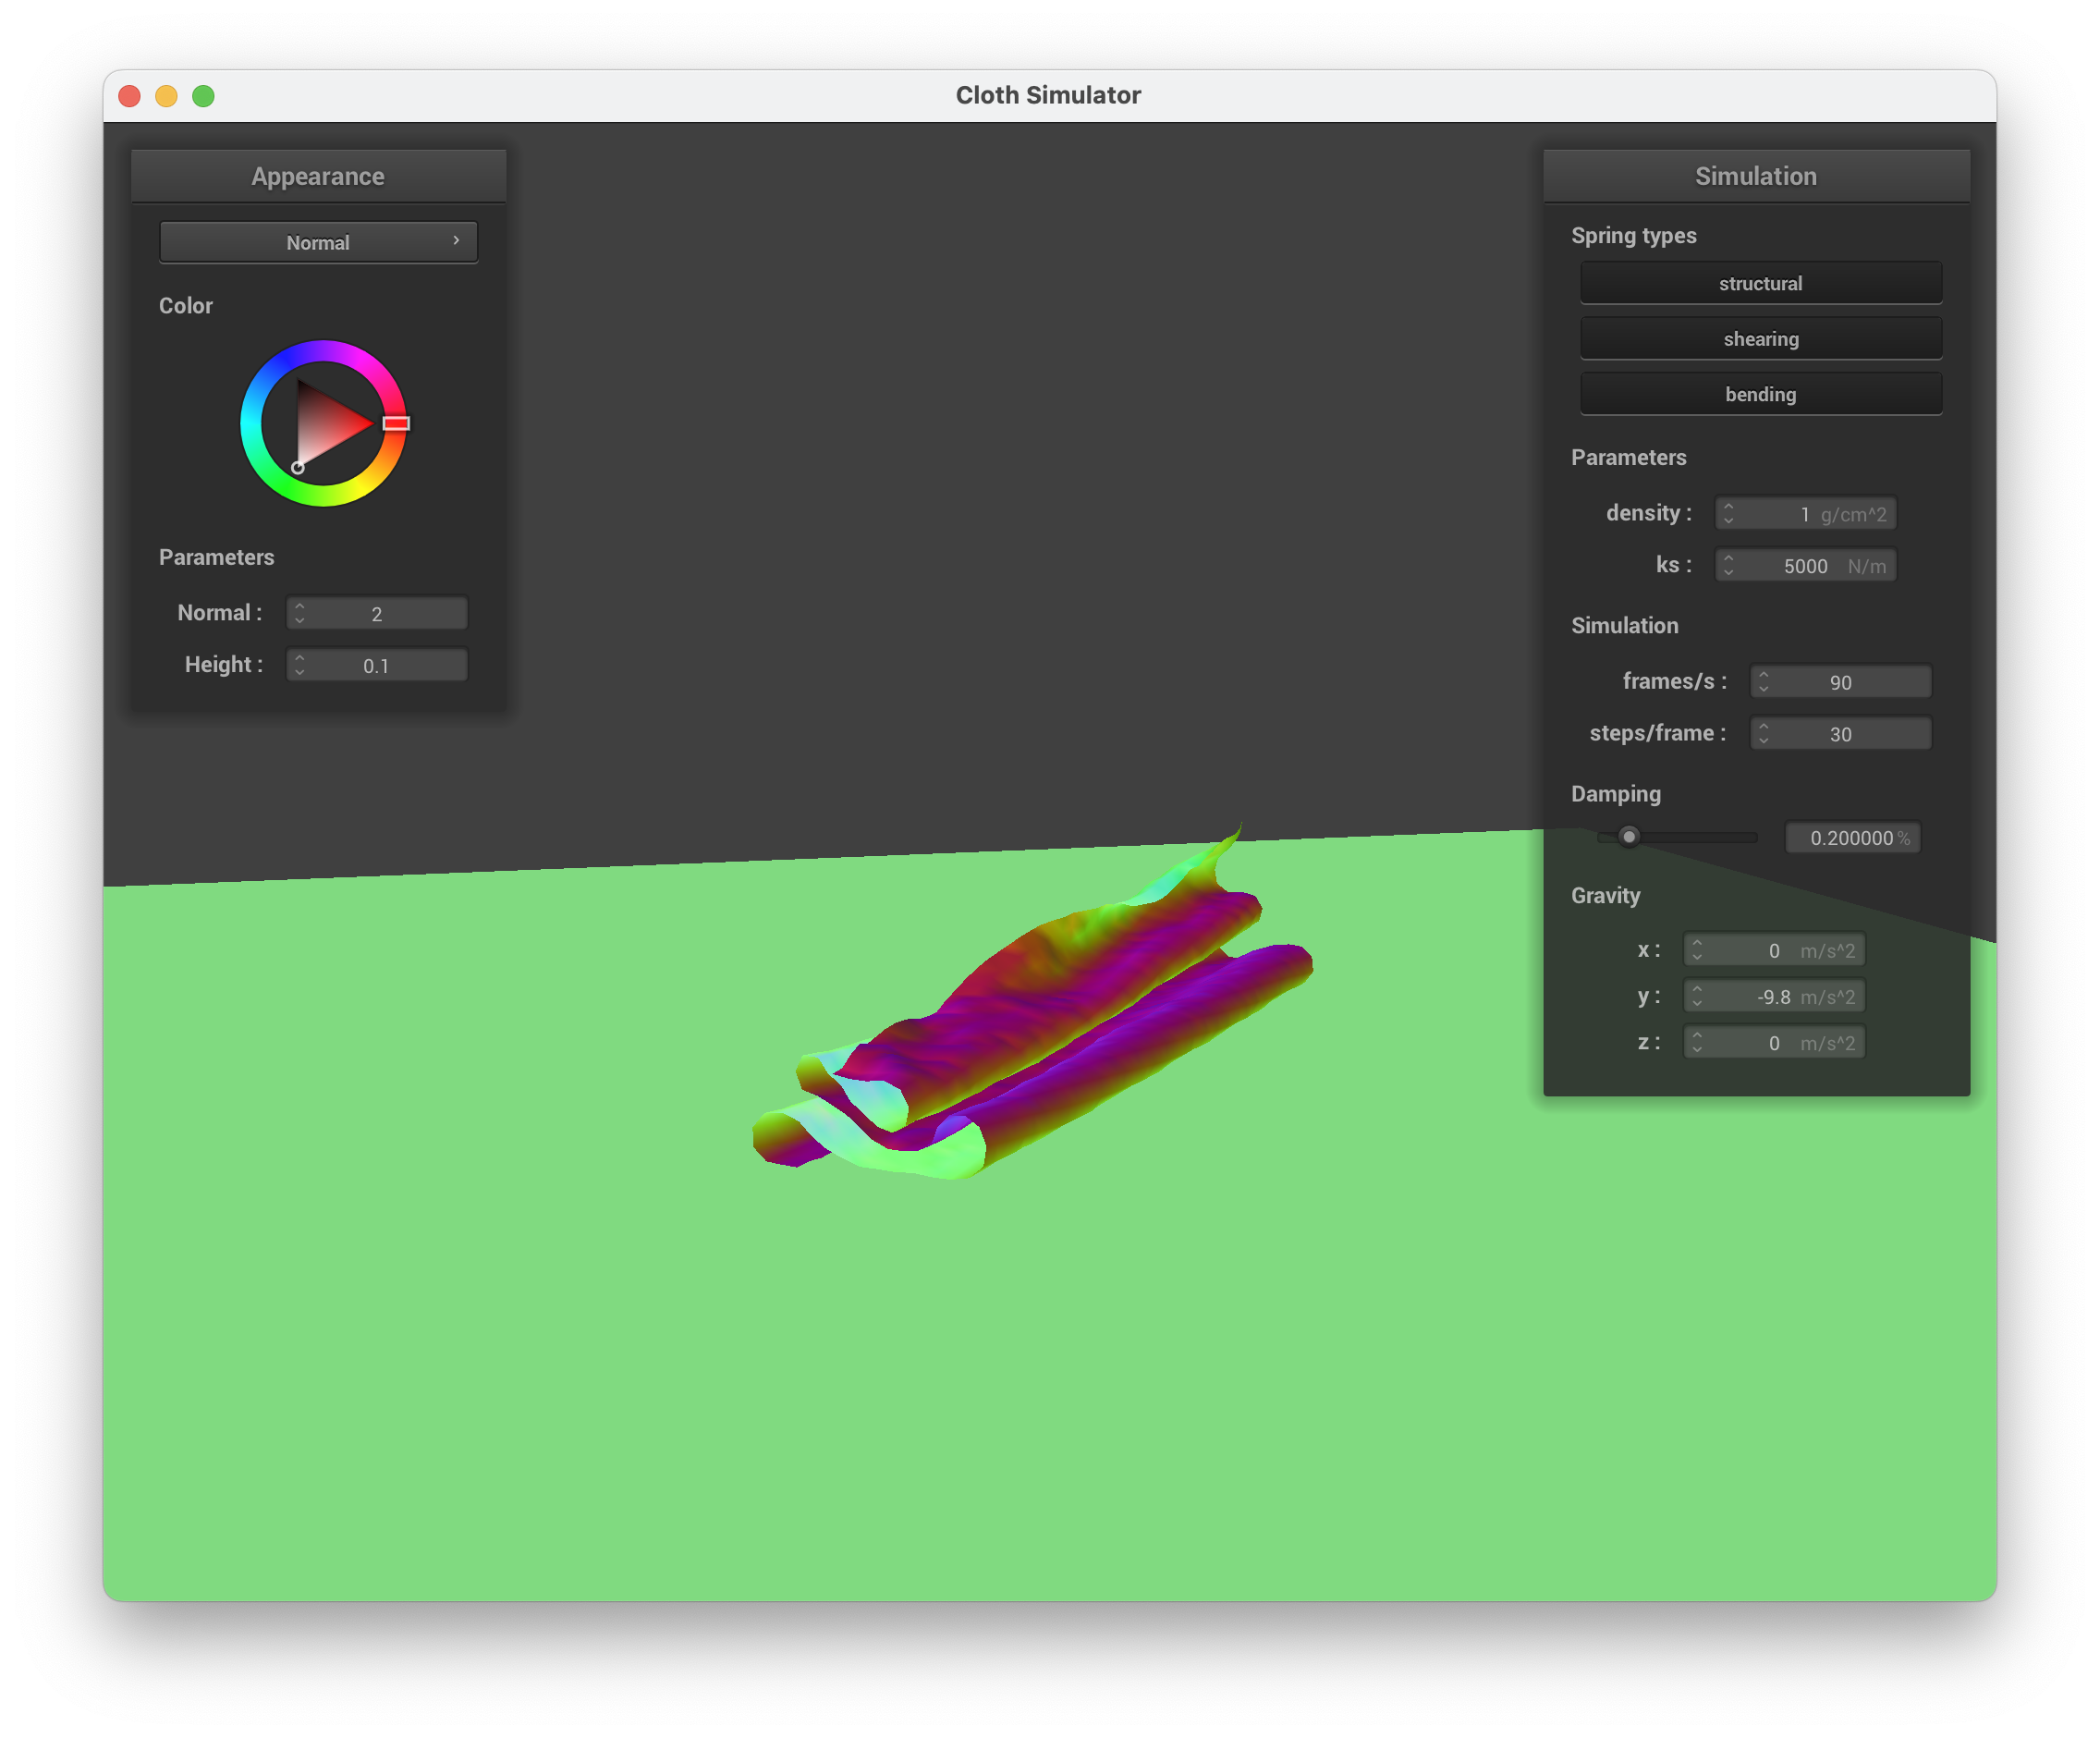 Cloth Simulator
Appearance
Normal
Color
Parameters
Normal :
2
Height :
0.1
Simulation
Spring types
structural
shearing
bending
Parameters
density :
1 g/cm^2
ks :
5000 N/m
Simulation
frames/s :
90
steps/frame :
30
Damping
0.200000 %
Gravity
x :
0 m/s^2
y :
-9.8 m/s^2
z :
0 m/s^2